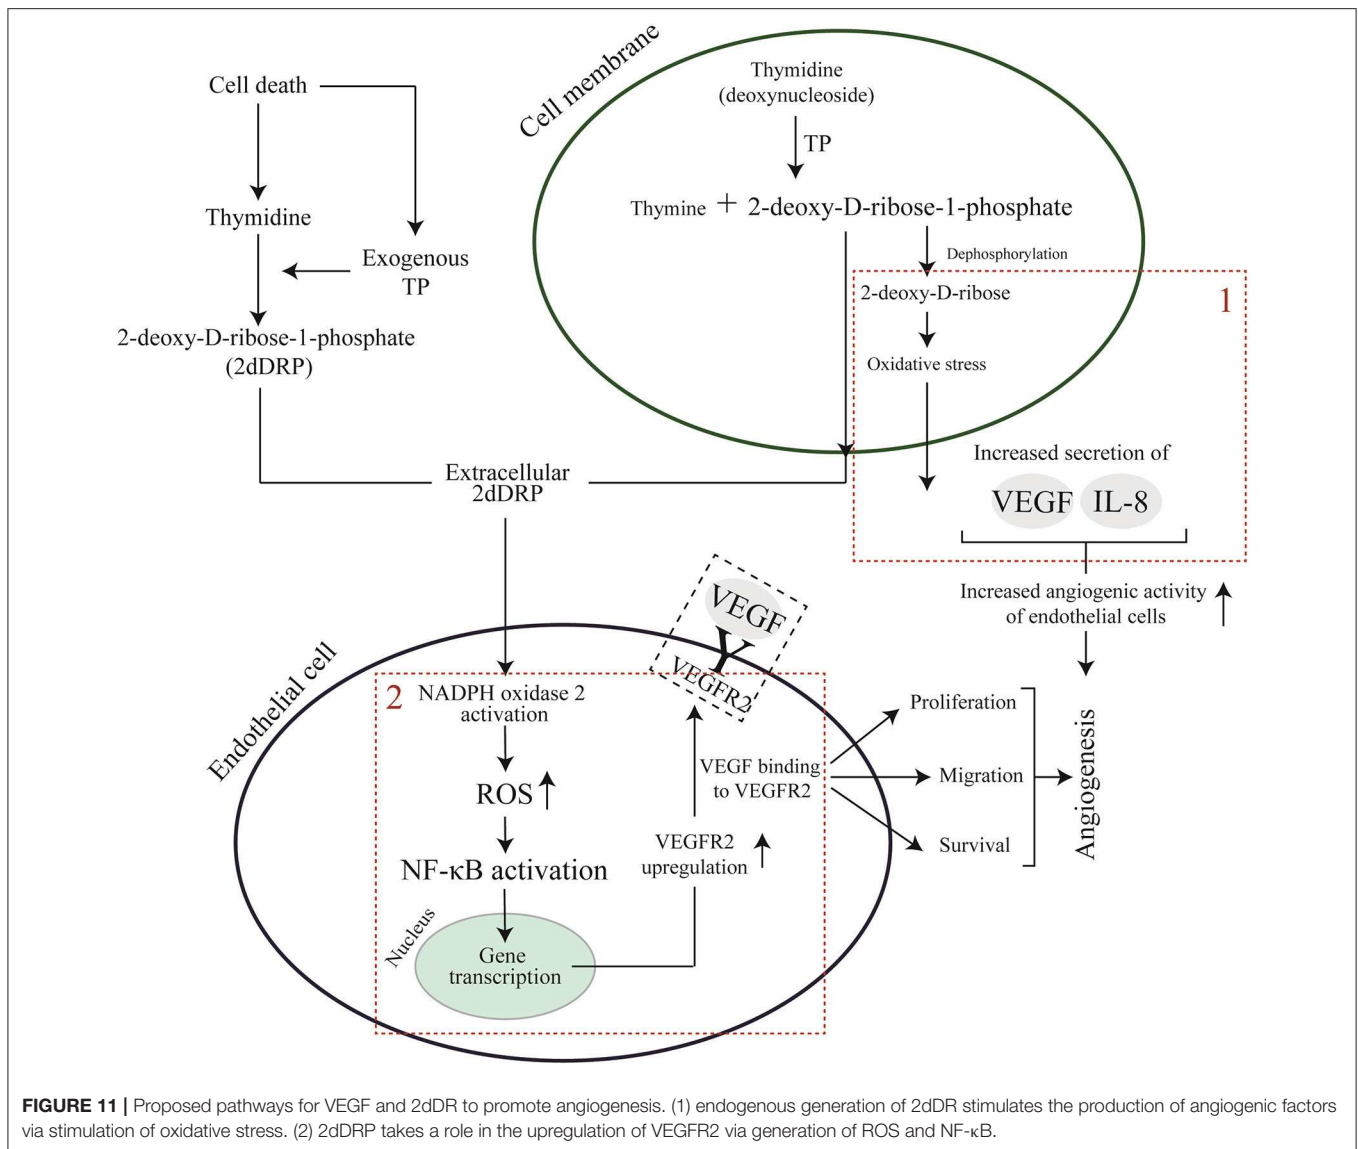 Cell death
Thymidine
Exogenous
TP
2-deoxy-D-ribose-1-phosphate
(2dDRP)
Cell membrane
Thymidine
(deoxynucleoside)
TP
Thymine + 2-deoxy-D-ribose-1-phosphate
Dephosphorylation
2-deoxy-D-ribose
1
Oxidative stress
Increased secretion of
VEGF IL-8
Increased angiogenic activity
of endothelial cells
Extracellular
2dDRP
Endothelial cell
VEGF
Y
VEGFR2
2
NADPH oxidase 2
activation
ROS
NF-κB activation
Nucleus
Gene
transcription
VEGFR2
upregulation
VEGF binding
to VEGFR2
Proliferation
Migration
Survival
Angiogenesis
FIGURE 11 | Proposed pathways for VEGF and 2dDR to promote angiogenesis. (1) endogenous generation of 2dDR stimulates the production of angiogenic factors
via stimulation of oxidative stress. (2) 2dDRP takes a role in the upregulation of VEGFR2 via generation of ROS and NF-κB.